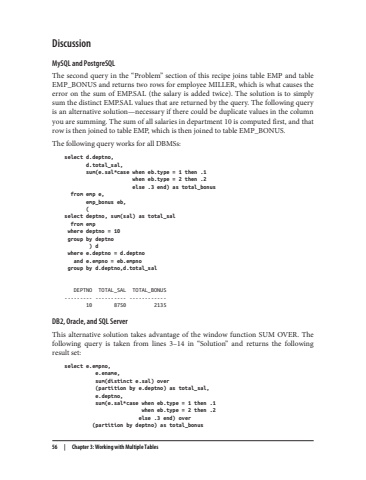 Discussion
MySQL and PostgreSQL
The second query in the “Problem” section of this recipe joins table EMP and table
EMP_BONUS and returns two rows for employee MILLER, which is what causes the
error on the sum of EMP.SAL (the salary is added twice). The solution is to simply
sum the distinct EMP.SAL values that are returned by the query. The following query
is an alternative solution—necessary if there could be duplicate values in the column
you are summing. The sum of all salaries in department 10 is computed first, and that
row is then joined to table EMP, which is then joined to table EMP_BONUS.
The following query works for all DBMSs:
select d.deptno,
d.total_sal,
sum(e.sal*case when eb.type = 1 then .1
when eb.type = 2 then .2
else .3 end) as total_bonus
from emp e,
emp_bonus eb,
(
select deptno, sum(sal) as total_sal
from emp
where deptno = 10
group by deptno
) d
where e.deptno = d.deptno
and e.empno = eb.empno
group by d.deptno,d.total_sal
DEPTNO TOTAL_SAL TOTAL_BONUS
--------- ---------- ------------
10 8750 2135
DB2, Oracle, and SQL Server
This alternative solution takes advantage of the window function SUM OVER. The
following query is taken from lines 3–14 in “Solution” and returns the following
result set:
select e.empno,
e.ename,
sum(distinct e.sal) over
(partition by e.deptno) as total_sal,
e.deptno,
sum(e.sal*case when eb.type = 1 then .1
when eb.type = 2 then .2
else .3 end) over
(partition by deptno) as total_bonus
56 | Chapter 3: Working with Multiple Tables